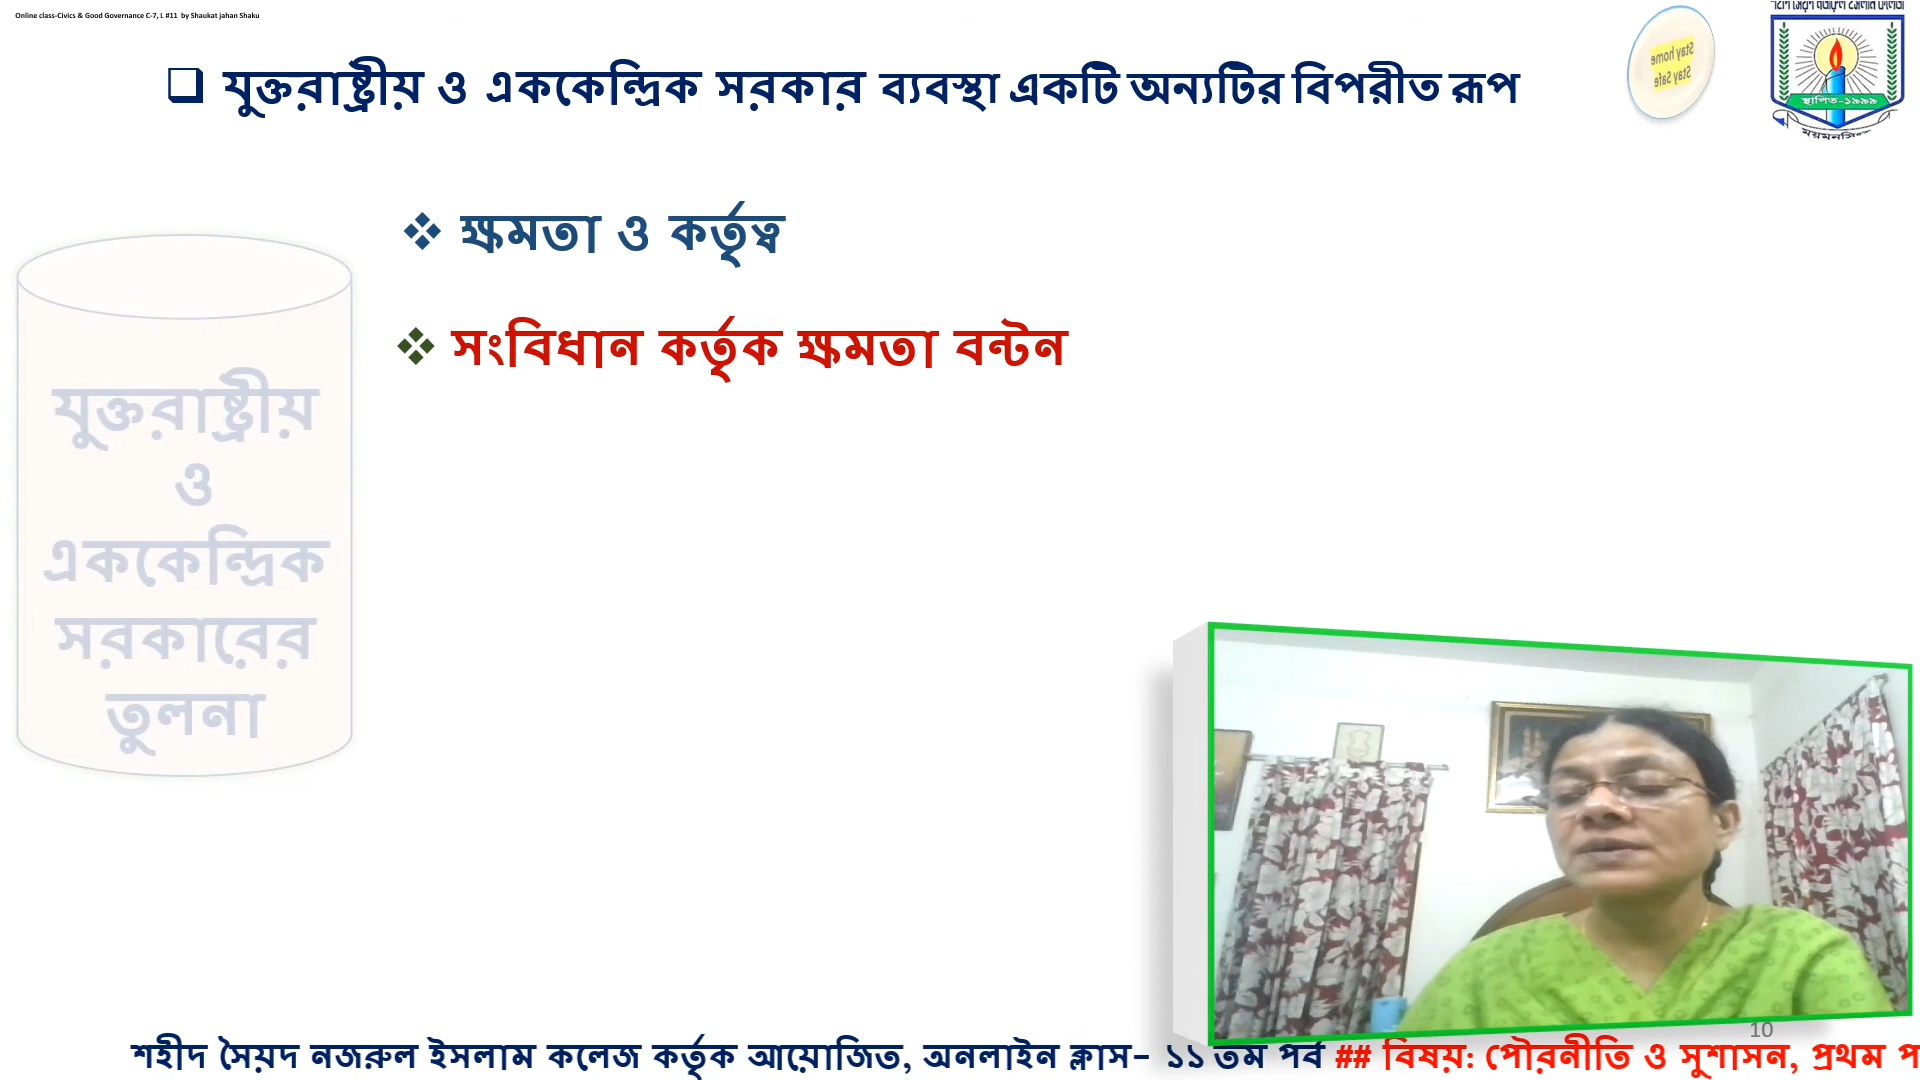 Online class-Civics & Good Governance C-7, L #11 by Shaukat jahan Shaku
যুক্তরাষ্ট্রীয় ও এককেন্দ্রিক সরকার ব্যবস্থা একটি অন্যটির বিপরীত রূপ
Stay home
Stay Safe
স্থাপিত-১৯৯৯
ক্ষমতা ও কর্তৃত্ব
সংবিধান কর্তৃক ক্ষমতা বন্টন
যুক্তরাষ্ট্রীয়
ও
এককেন্দ্রিক
সরকারের
তুলনা
10
শহীদ সৈয়দ নজরুল ইসলাম কলেজ কর্তৃক আয়োজিত, অনলাইন ক্লাস– ১১ তম পর্ব ## বিষয়: পৌরনীতি ও সুশাসন, প্রথম প